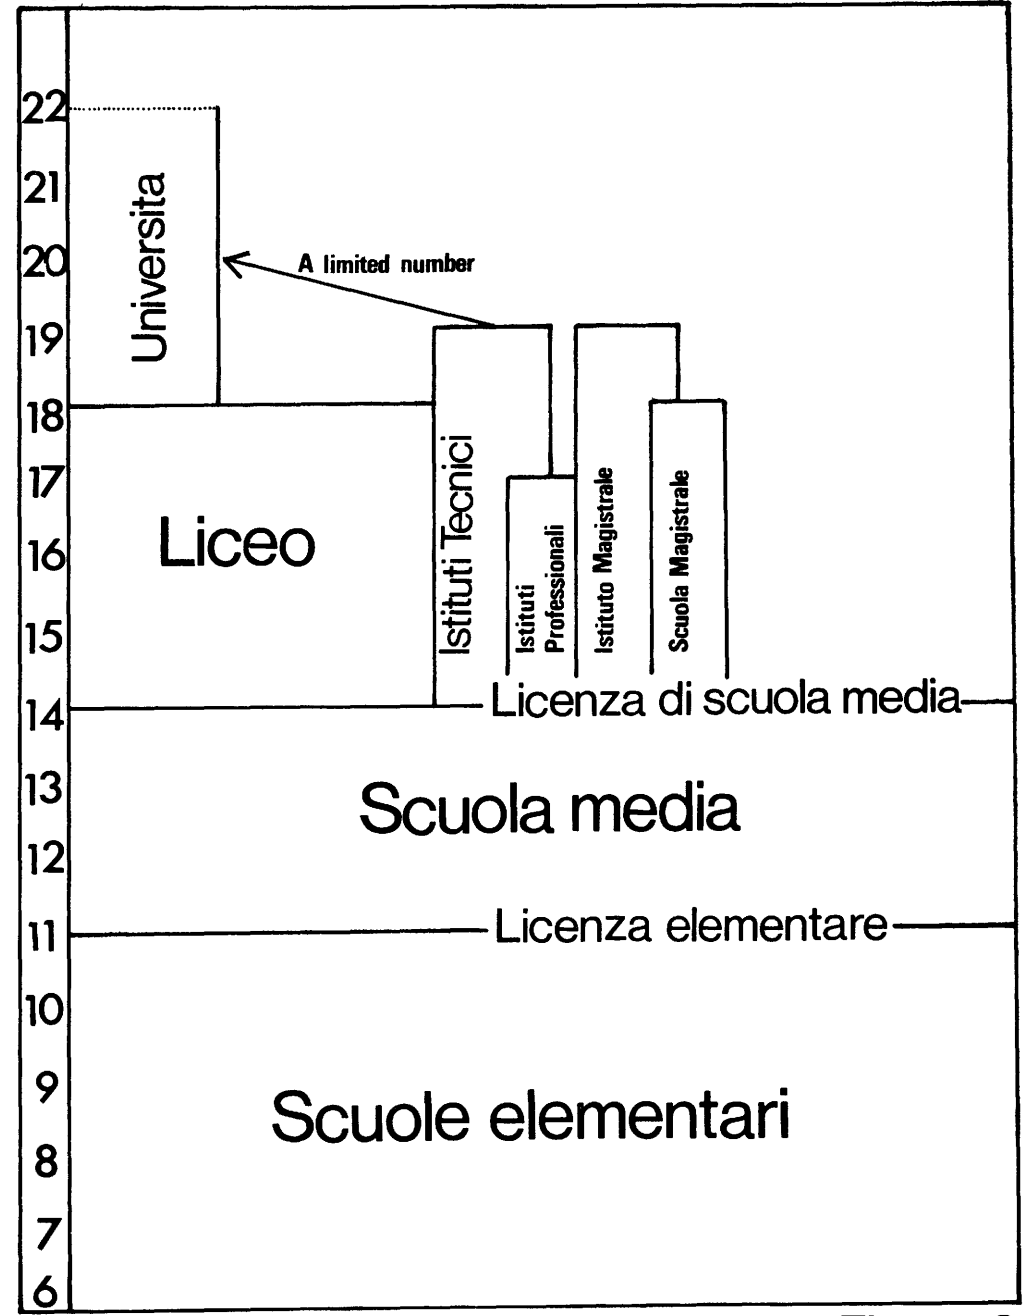 22
21
Universita
20
A limited number
19
18
17
Liceo
Istituti Tecnici
Istituti
Professionali
Istituto Magistrale
Scuola Magistrale
16
15
14
Licenza di scuola media
13
Scuola media
12
11
Licenza elementare
10
9
Scuole elementari
8
7
6